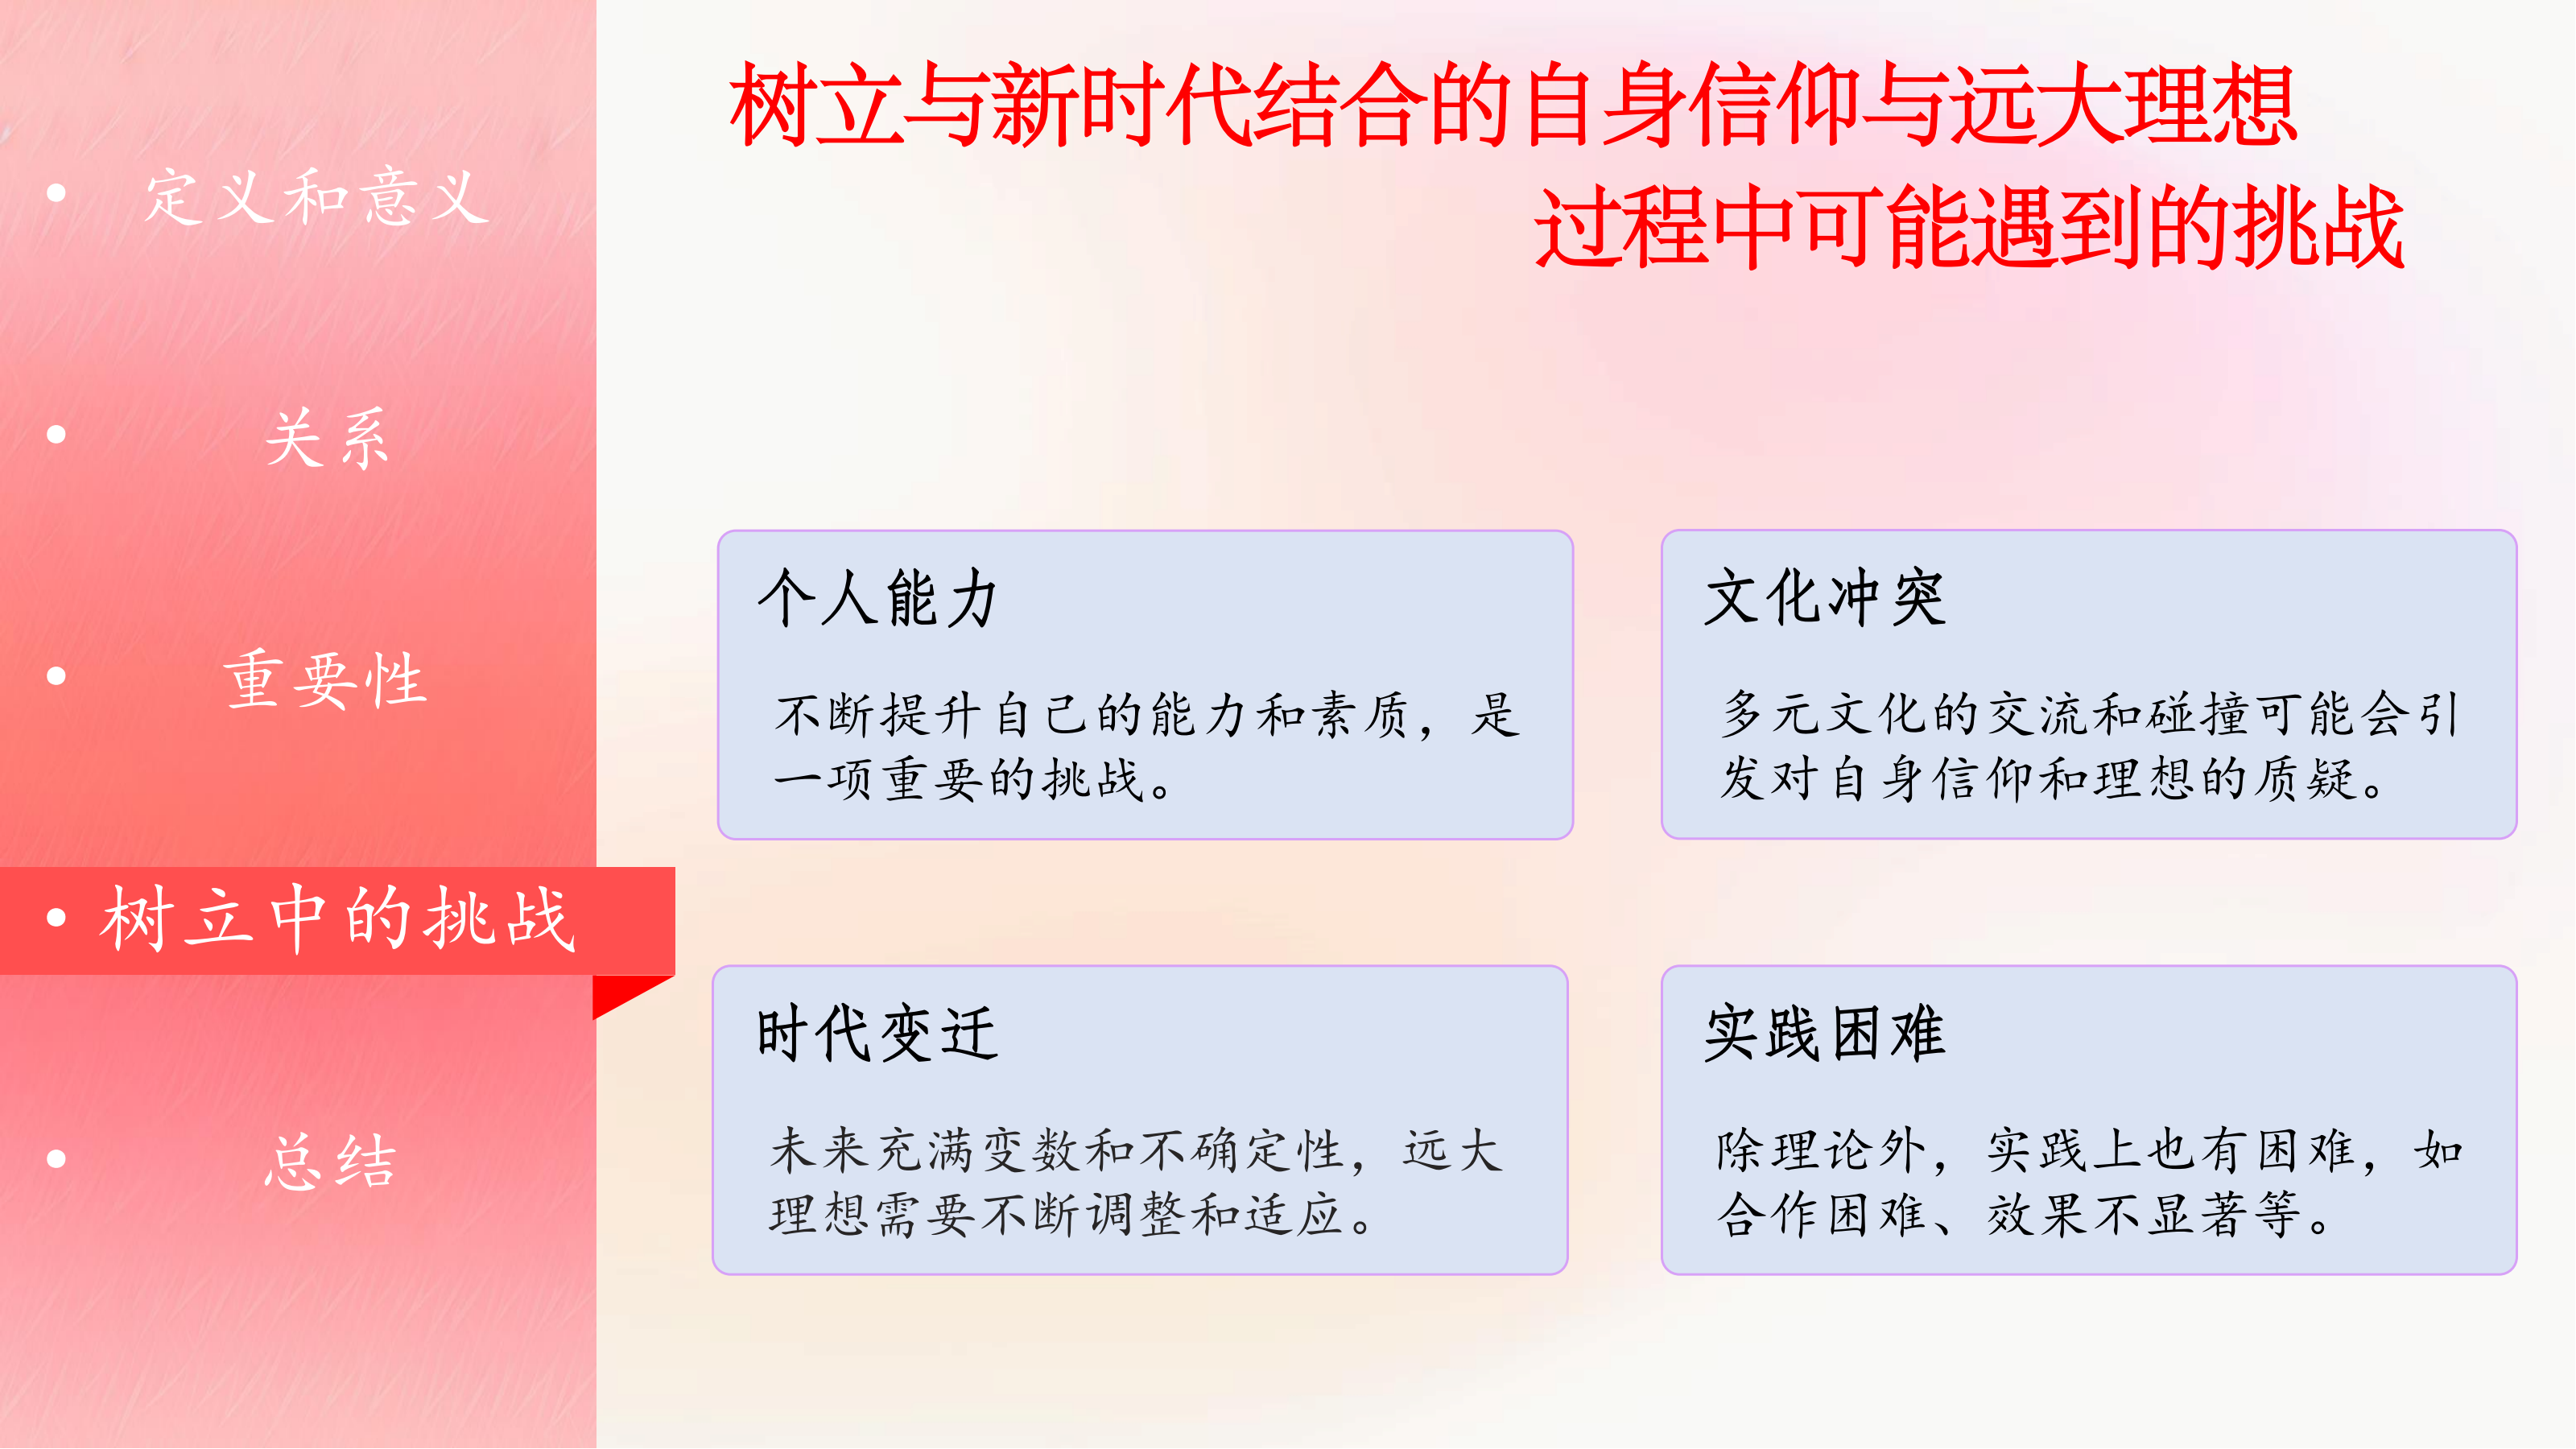 树立与新时代结合的自身信仰与远大理想
过程中可能遇到的挑战
• 定义和意义
• 关系
• 重要性
• 树立中的挑战
• 总结
个人能力
不断提升自己的能力和素质，是
一项重要的挑战。
文化冲突
多元文化的交流和碰撞可能会引
发对自身信仰和理想的质疑。
时代变迁
未来充满变数和不确定性，远大
理想需要不断调整和适应。
实践困难
除理论外，实践上也有困难，如
合作困难、效果不显著等。